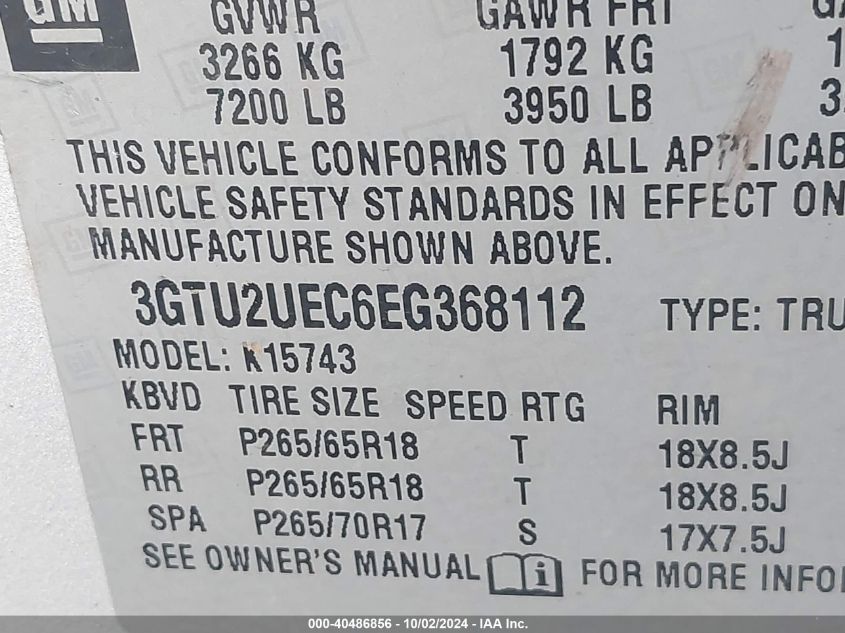 GM
GVWR GAWR FRT
3266 KG 1792 KG
7200 LB 3950 LB
THIS VEHICLE CONFORMS TO ALL
VEHICLE SAFETY STANDARDS IN EFFECT ON
MANUFACTURE SHOWN ABOVE.
3GTU2UEC6EG368112 TYPE: TRU
MODEL: K15743
KBVD TIRE SIZE SPEED RTG RIM
FRT P265/65R18 T 18X8.5J
RR P265/65R18 T 18X8.5J
SPA P265/70R17 S 17X7.5J
SEE OWNER'S MANUAL i FOR MORE INFO
000-40486856 - 10/02/2024 - IAA Inc.